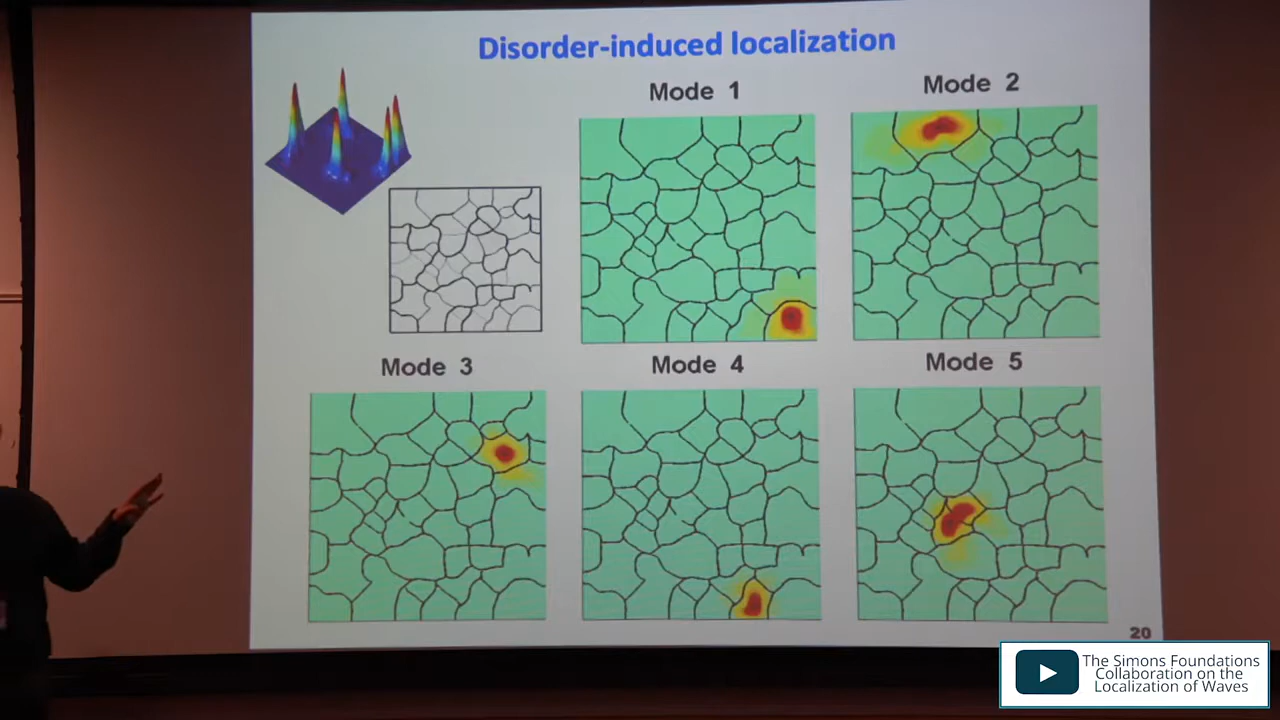 Disorder-induced localization
Mode 1
Mode 2
Mode 3
Mode 4
Mode 5
20
The Simons Foundations
Collaboration on the
Localization of Waves